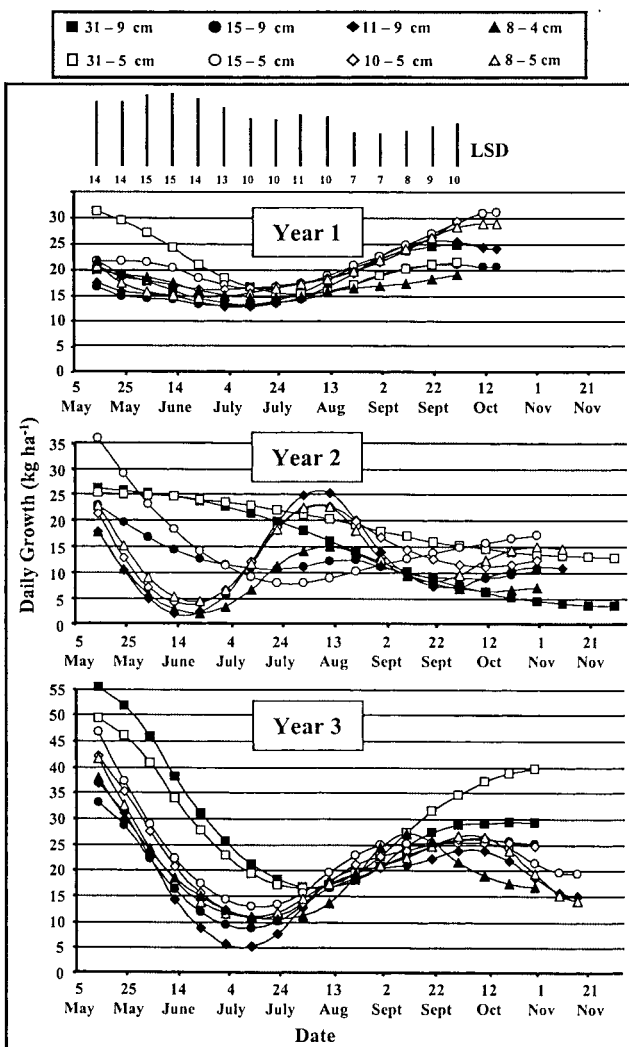 31 – 9 cm 15 – 9 cm 11 – 9 cm 8 – 4 cm
31 – 5 cm 15 – 5 cm 10 – 5 cm 8 – 5 cm
LSD
14 14 15 15 14 13 10 10 11 10 7 7 8 9 10
Year 1
30
25
20
15
10
5
0
5 25 14 4 24 13 2 22 12 1 21
May May June July July Aug Sept Sept Oct Nov Nov
Daily Growth (kg ha⁻¹)
Year 2
35
30
25
20
15
10
5
0
5 25 14 4 24 13 2 22 12 1 21
May May June July July Aug Sept Sept Oct Nov Nov
Year 3
55
50
45
40
35
30
25
20
15
10
5
0
5 25 14 4 24 13 2 22 12 1 21
May May June July July Aug Sept Sept Oct Nov Nov
Date